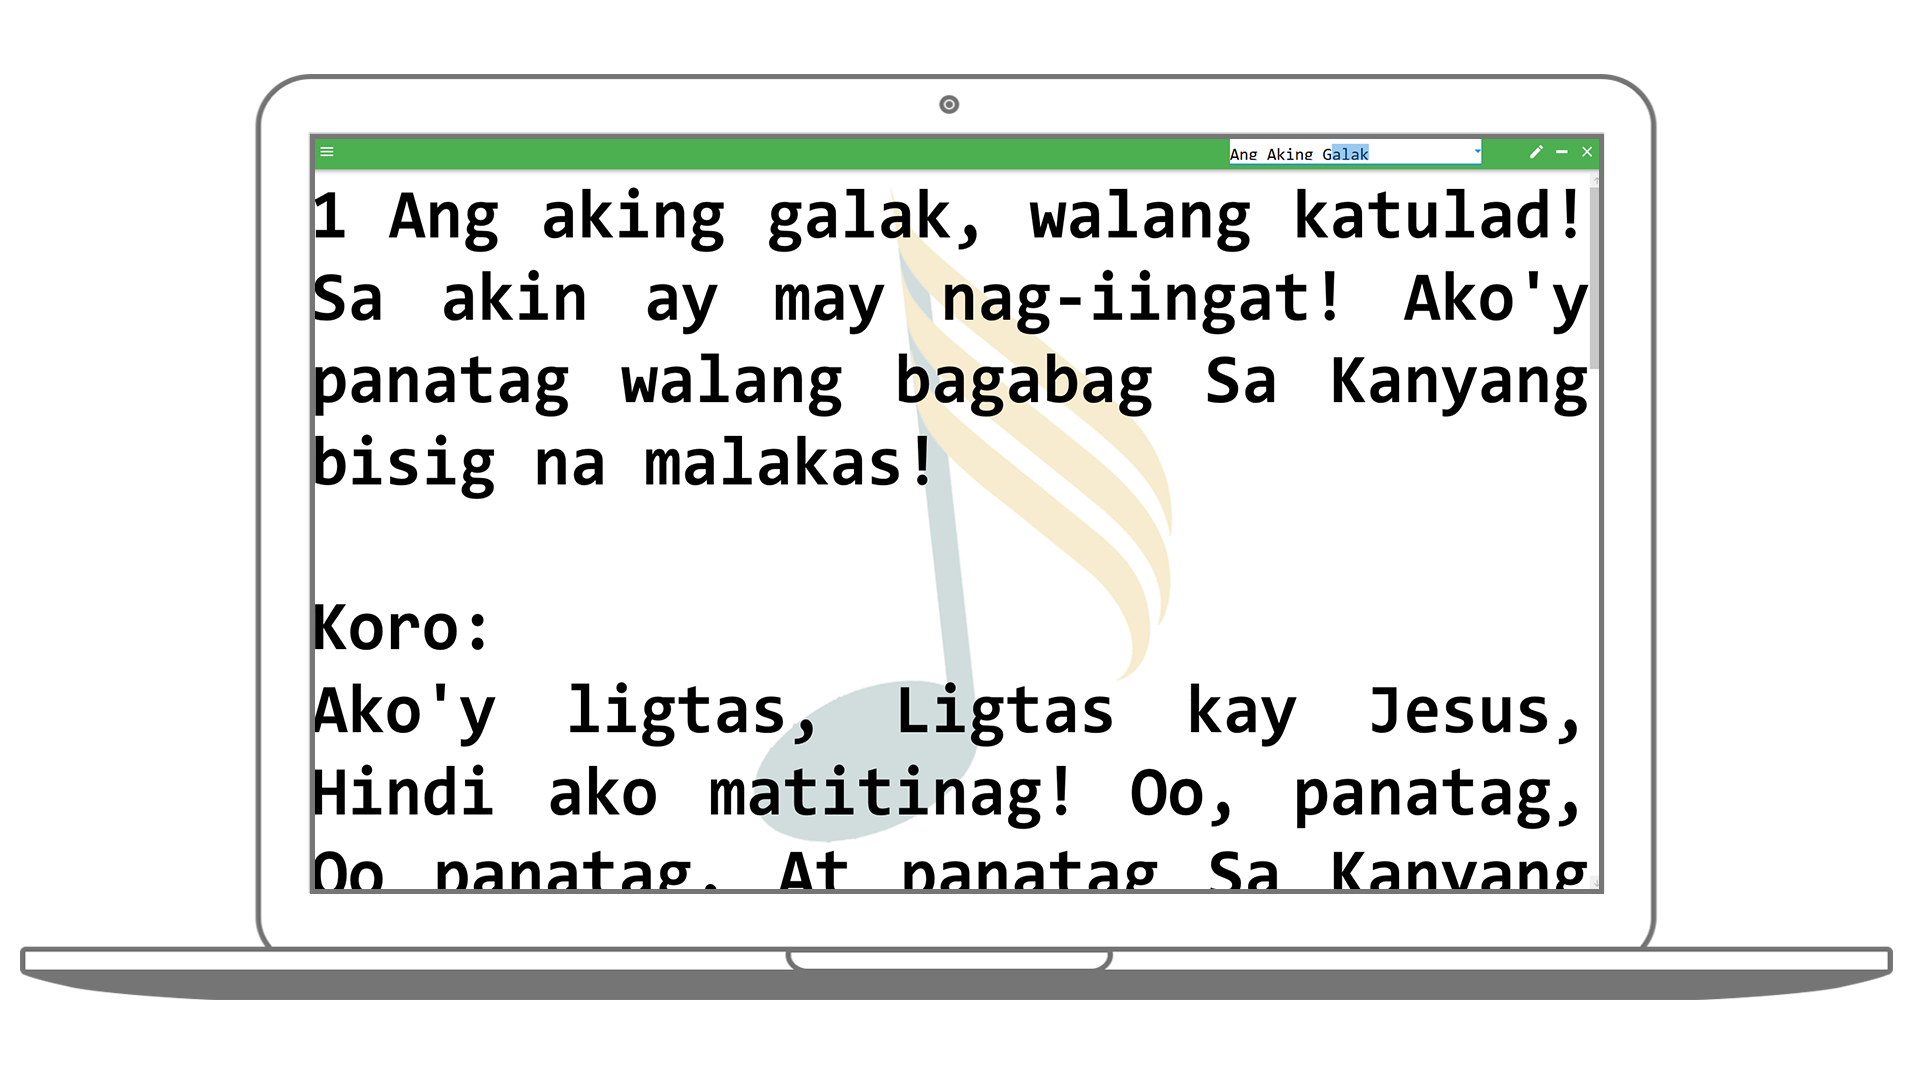 Ang Aking Galak
1 Ang aking galak, walang katulad!
Sa akin ay may nag-iingat! Ako'y
panatag walang bagabag Sa Kanyang
bisig na malakas!
Koro:
Ako'y ligtas, Ligtas kay Jesus,
Hindi ako matitinag! Oo, panatag,
Oo panatag, At panatag Sa Kanyang